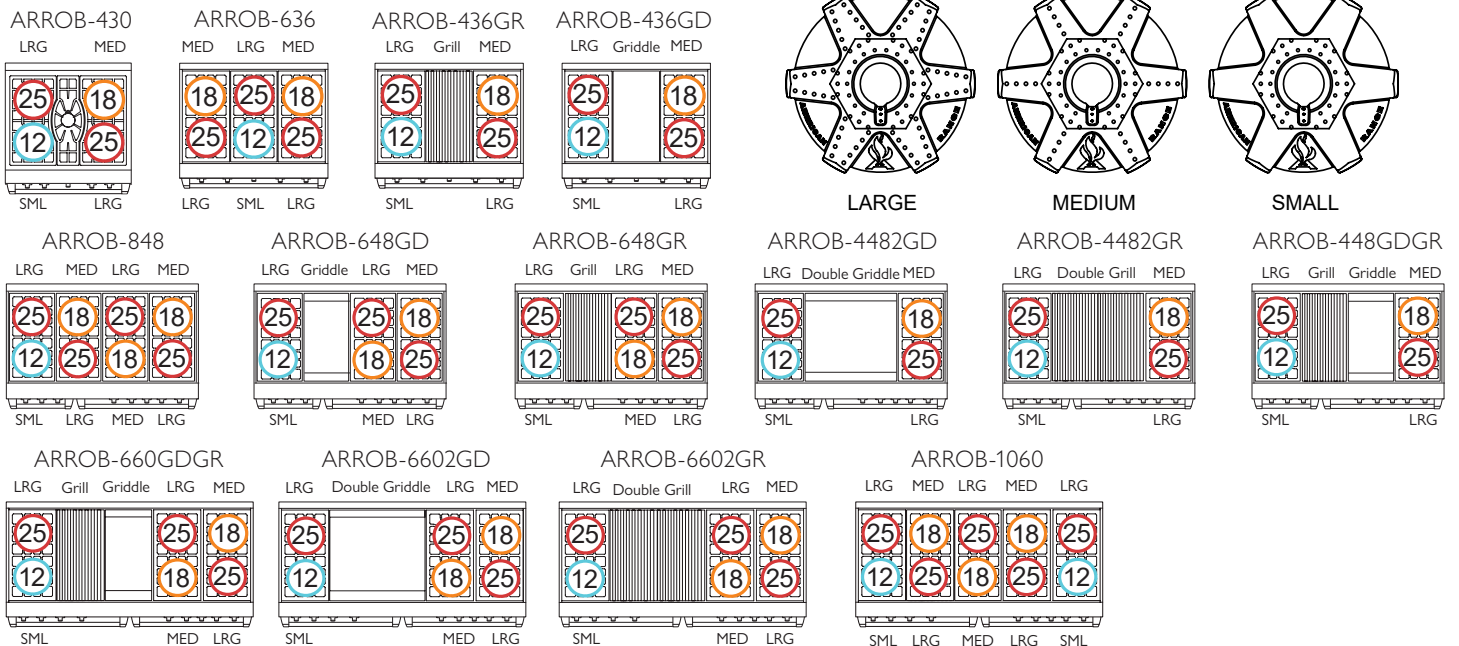 ARROB-430 ARROB-636 ARROB-436GR ARROB-436GD
LRG MED MED LRG MED LRG Grill MED LRG Griddle MED
25 18 18 25 18 25 18 25 18
12 25 25 12 25 12 25 12 25
SML LRG LRG SML LRG SML LRG SML LRG
AMERICAN RANGE AMERICAN RANGE AMERICAN RANGE
LARGE MEDIUM SMALL
ARROB-848 ARROB-648GD ARROB-648GR ARROB-4482GD ARROB-4482GR ARROB-448GDGR
LRG MED LRG MED LRG Griddle LRG MED LRG Grill LRG MED LRG Double Griddle MED LRG Double Grill MED LRG Grill Griddle MED
25 18 25 18 25 25 18 25 25 18 25 18 25 18 25 18
12 25 18 25 12 18 25 12 18 25 12 25 12 25 12 25
SML LRG MED LRG SML MED LRG SML MED LRG SML LRG SML LRG SML LRG
ARROB-660GDGR ARROB-6602GD ARROB-6602GR ARROB-1060
LRG Grill Griddle LRG MED LRG Double Griddle LRG MED LRG Double Grill LRG MED LRG MED LRG MED LRG
25 25 18 25 25 18 25 25 18 25 18 25 18 25
12 18 25 12 18 25 12 18 25 12 25 18 25 12
SML MED LRG SML MED LRG SML MED LRG SML LRG MED LRG SML